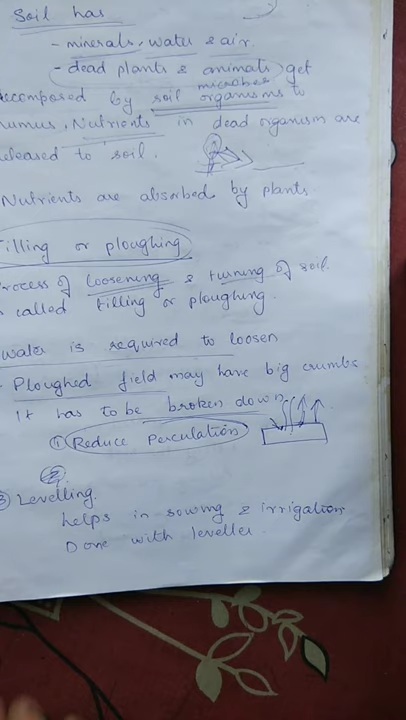 Soil has
- minerals, water & air.
- dead plants & animals get
decomposed by soil organisms to
microbes
humus, Nutrients in dead organism are
released to soil.
Nutrients are absorbed by plants.
Tilling or ploughing
Process of loosening & turning of soil
called tilling or ploughing.
water is required to loosen
- Ploughed field may have big crumbs
It has to be broken down
① Reduce Perculation
②
③ Levelling.
helps in sowing & irrigation
Done with leveller